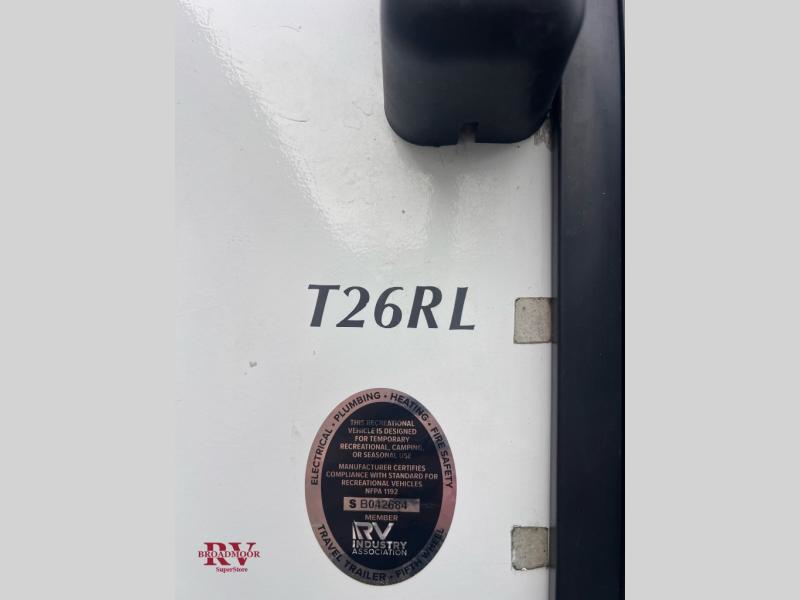 T26RL
ELECTRICAL • PLUMBING • HEATING • FIRE SAFETY
THIS RECREATIONAL
VEHICLE IS DESIGNED
FOR TEMPORARY
RECREATIONAL, CAMPING,
OR SEASONAL USE
MANUFACTURER CERTIFIES
COMPLIANCE WITH STANDARD FOR
RECREATIONAL VEHICLES
NFPA 1192
S B042684
MEMBER
RV
INDUSTRY
ASSOCIATION
TRAVEL TRAILER • FIFTH WHEEL
RV
BROADMOOR
SuperStore